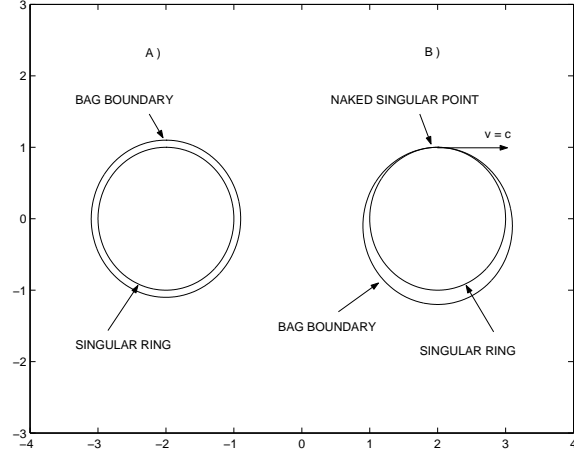 3
2
1
0
−1
−2
−3
−4 −3 −2 −1 0 1 2 3 4
A )
BAG BOUNDARY
SINGULAR RING
B )
NAKED SINGULAR POINT
v = c
BAG BOUNDARY
SINGULAR RING